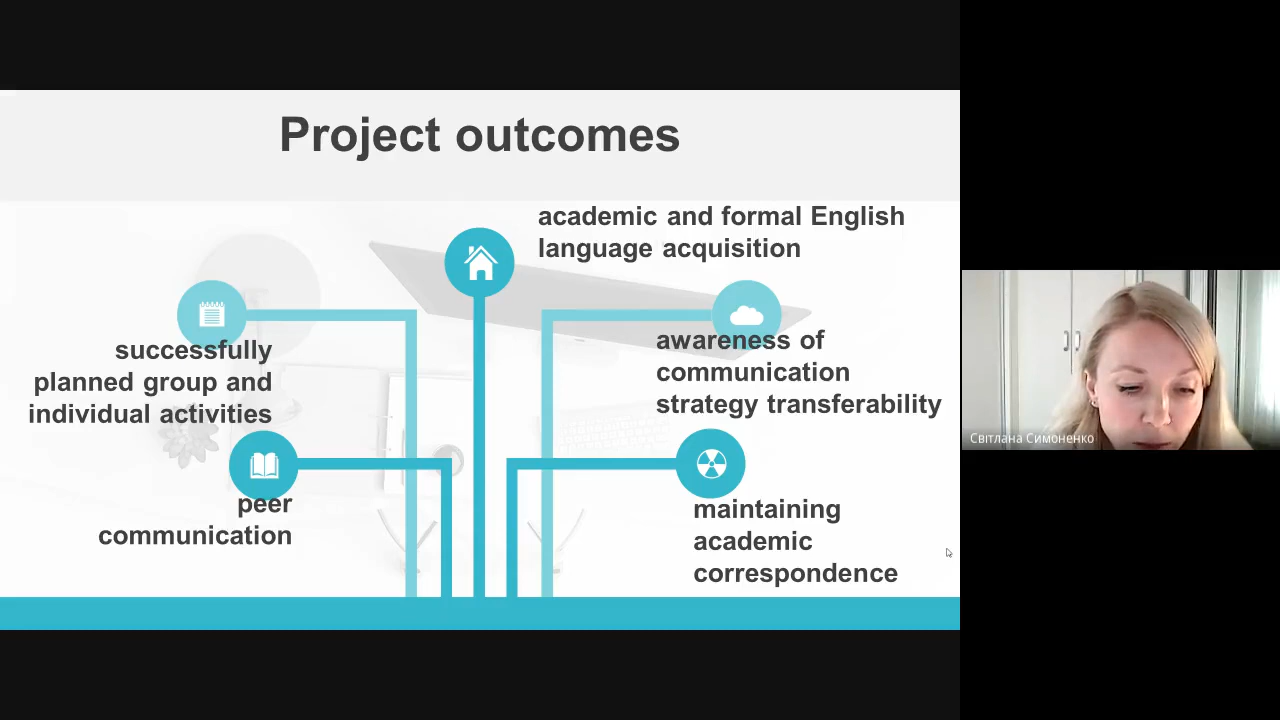 Project outcomes
academic and formal English
language acquisition
successfully
planned group and
individual activities
awareness of
communication
strategy transferability
peer
communication
maintaining
academic
correspondence
Світлана Симоненко